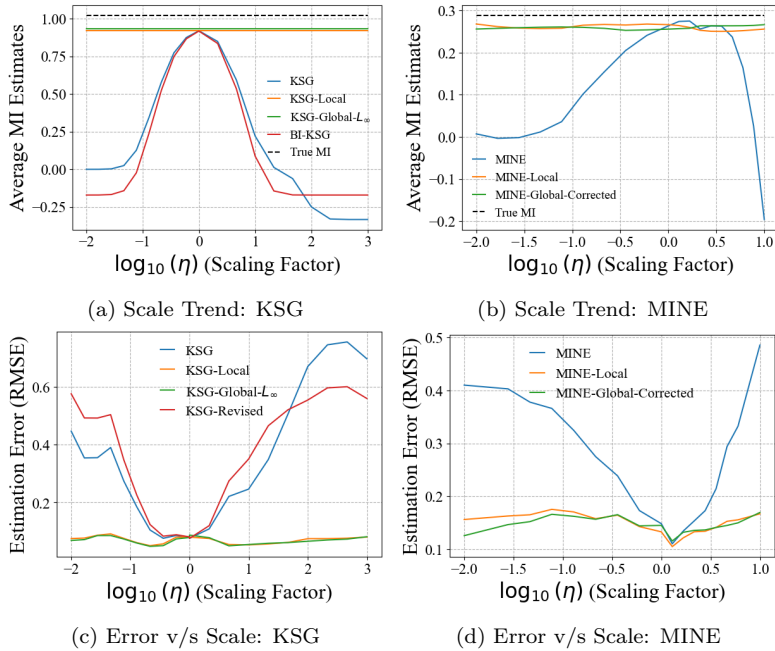 Average MI Estimates
1.00
0.75
0.50
0.25
0.00
−0.25
KSG
KSG-Local
KSG-Global-L∞
BI-KSG
True MI
−2 −1 0 1 2 3
log₁₀ (η) (Scaling Factor)
(a) Scale Trend: KSG
Average MI Estimates
0.3
0.2
0.1
0.0
−0.1
−0.2
MINE
MINE-Local
MINE-Global-Corrected
True MI
−2.0 −1.5 −1.0 −0.5 0.0 0.5 1.0
log₁₀ (η) (Scaling Factor)
(b) Scale Trend: MINE
Estimation Error (RMSE)
0.6
0.4
0.2
KSG
KSG-Local
KSG-Global-L∞
KSG-Revised
−2 −1 0 1 2 3
log₁₀ (η) (Scaling Factor)
(c) Error v/s Scale: KSG
Estimation Error (RMSE)
0.5
0.4
0.3
0.2
0.1
MINE
MINE-Local
MINE-Global-Corrected
−2.0 −1.5 −1.0 −0.5 0.0 0.5 1.0
log₁₀ (η) (Scaling Factor)
(d) Error v/s Scale: MINE